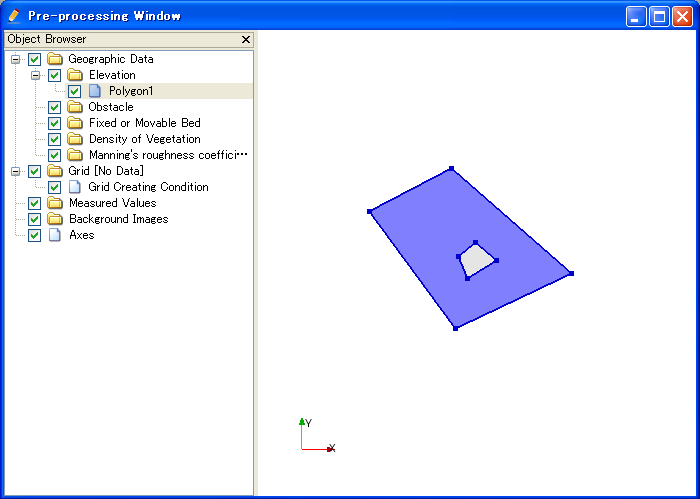 Pre-processing Window
Object Browser
Geographic Data
Elevation
Polygon1
Obstacle
Fixed or Movable Bed
Density of Vegetation
Manning's roughness coeffici···
Grid [No Data]
Grid Creating Condition
Measured Values
Background Images
Axes
Y
X